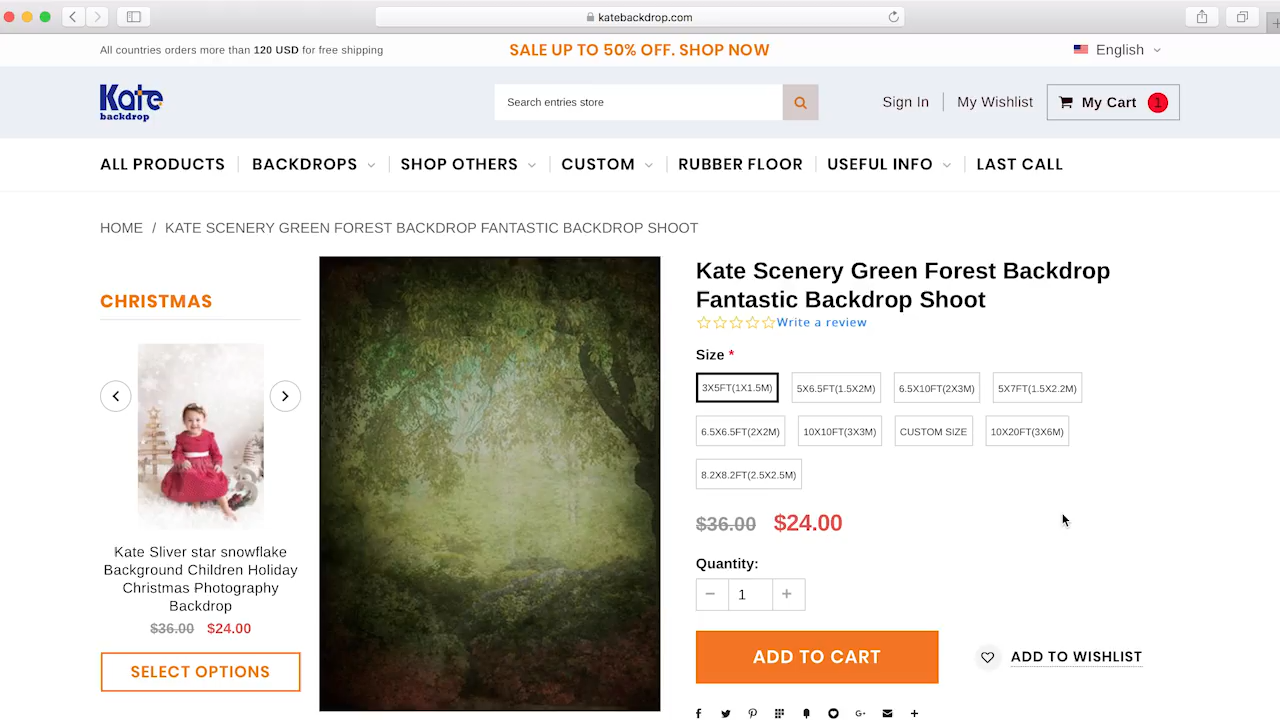 katebackdrop.com
All countries orders more than 120 USD for free shipping
SALE UP TO 50% OFF. SHOP NOW
English
Kate
backdrop
Search entries store
Sign In
My Wishlist
My Cart
1
ALL PRODUCTS
BACKDROPS
SHOP OTHERS
CUSTOM
RUBBER FLOOR
USEFUL INFO
LAST CALL
HOME / KATE SCENERY GREEN FOREST BACKDROP FANTASTIC BACKDROP SHOOT
CHRISTMAS
Kate Sliver star snowflake
Background Children Holiday
Christmas Photography
Backdrop
$36.00 $24.00
SELECT OPTIONS
Kate Scenery Green Forest Backdrop
Fantastic Backdrop Shoot
Write a review
Size *
3X5FT(1X1.5M)
5X6.5FT(1.5X2M)
6.5X10FT(2X3M)
5X7FT(1.5X2.2M)
6.5X6.5FT(2X2M)
10X10FT(3X3M)
CUSTOM SIZE
10X20FT(3X6M)
8.2X8.2FT(2.5X2.5M)
$36.00 $24.00
Quantity:
− 1 +
ADD TO CART
ADD TO WISHLIST